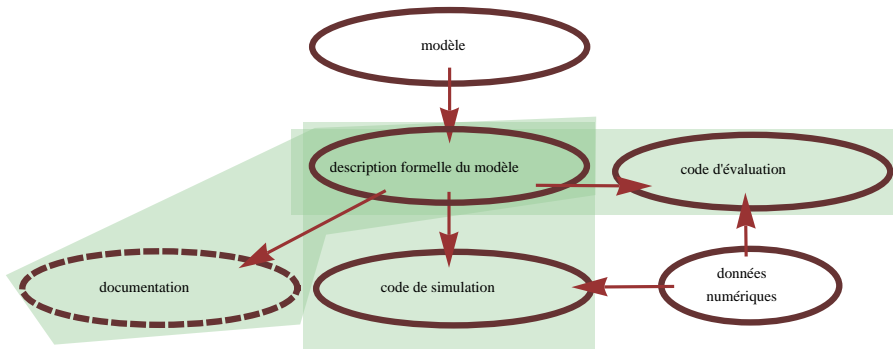 modèle
description formelle du modèle
code d'évaluation
documentation
code de simulation
données
numériques